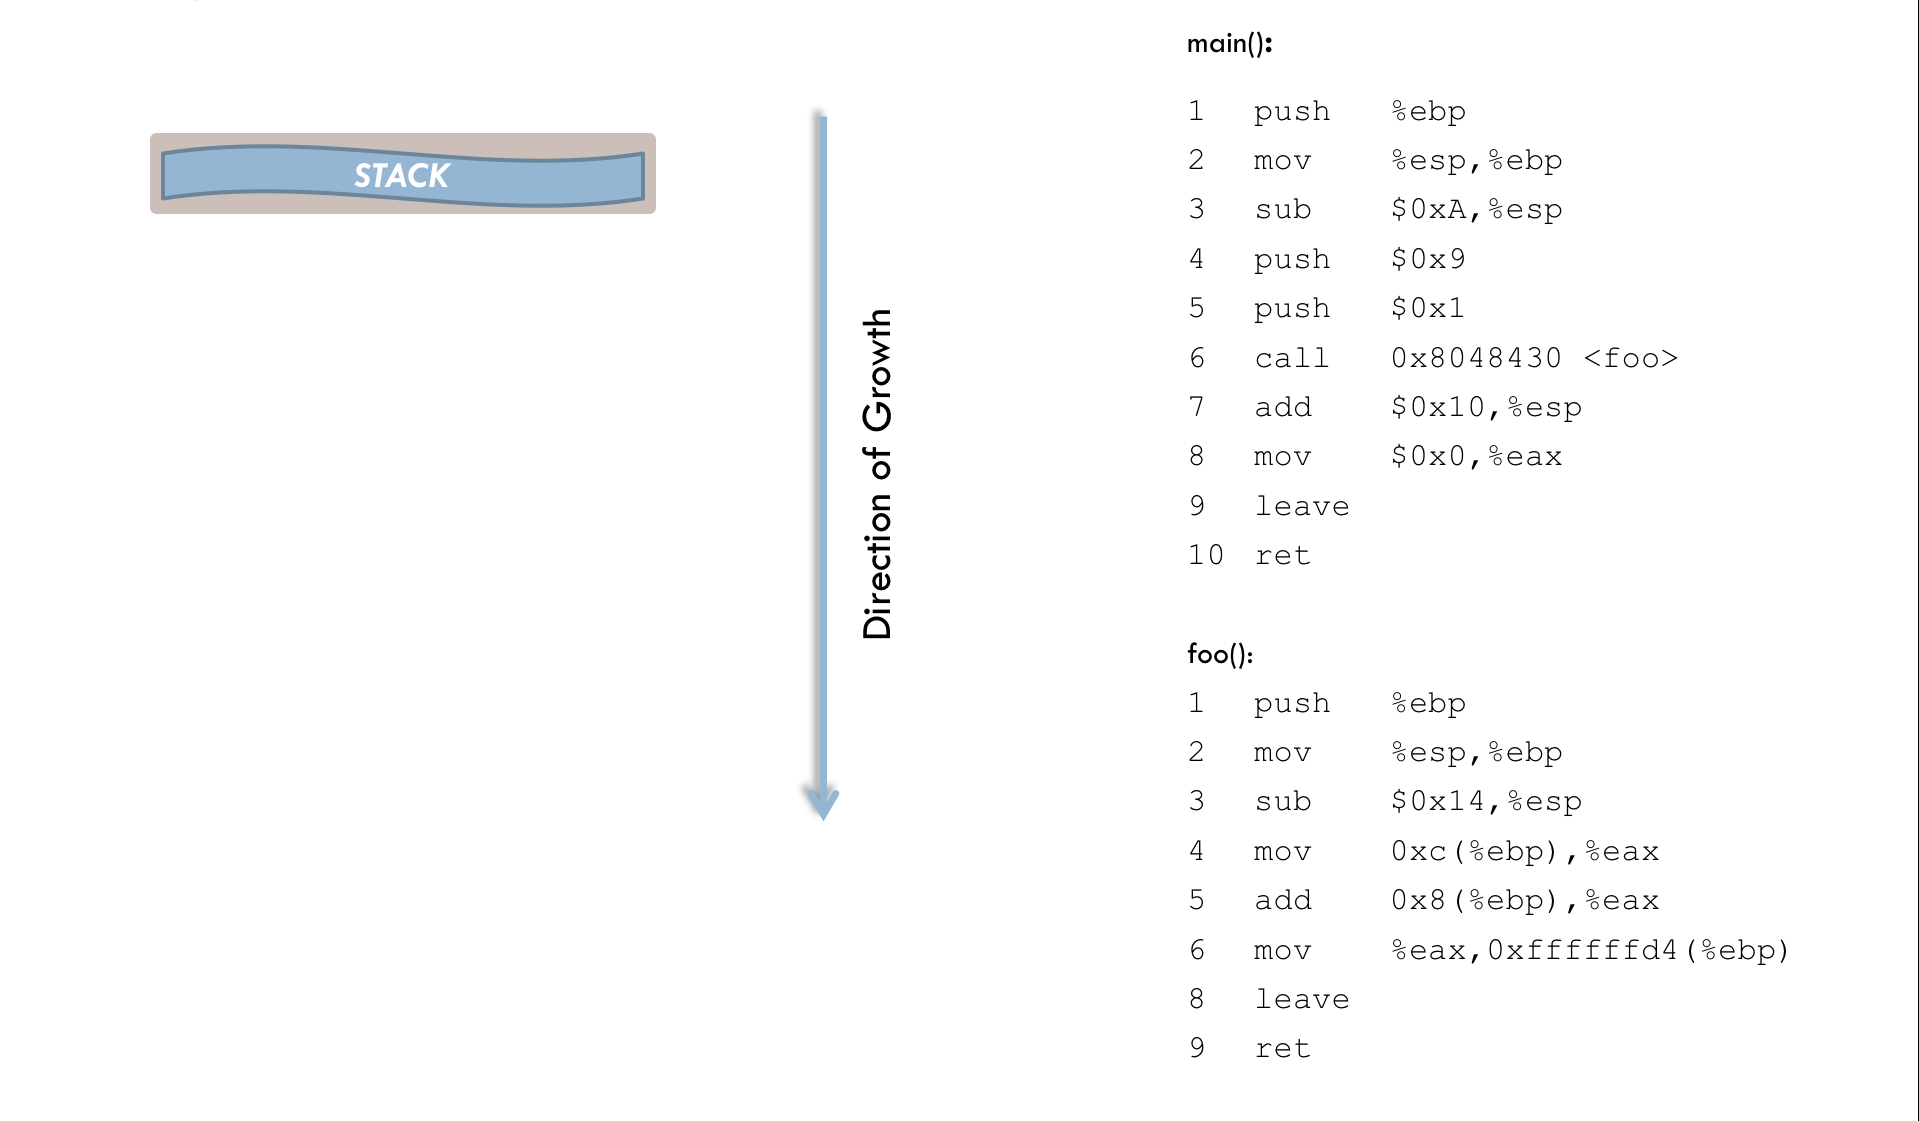 STACK
Direction of Growth
main():
1 push %ebp
2 mov %esp,%ebp
3 sub $0xA,%esp
4 push $0x9
5 push $0x1
6 call 0x8048430 <foo>
7 add $0x10,%esp
8 mov $0x0,%eax
9 leave
10 ret
foo():
1 push %ebp
2 mov %esp,%ebp
3 sub $0x14,%esp
4 mov 0xc(%ebp),%eax
5 add 0x8(%ebp),%eax
6 mov %eax,0xffffffd4(%ebp)
8 leave
9 ret